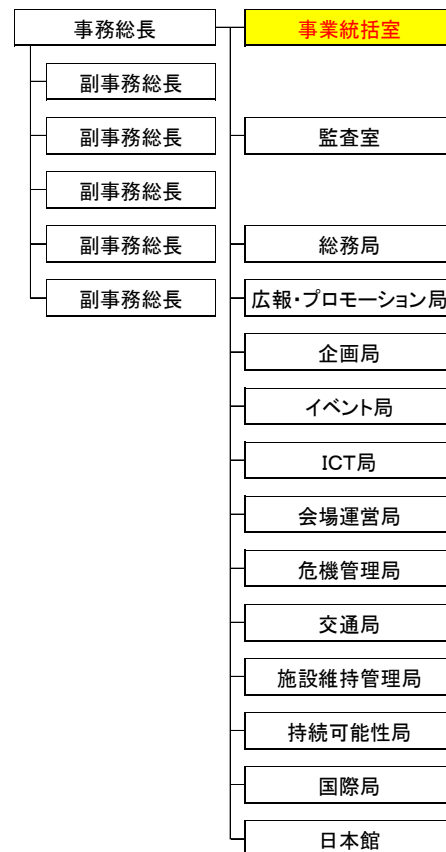 事務総長
副事務総長
副事務総長
副事務総長
副事務総長
副事務総長
事業統括室
監査室
総務局
広報・プロモーション局
企画局
イベント局
ICT局
会場運営局
危機管理局
交通局
施設維持管理局
持続可能性局
国際局
日本館